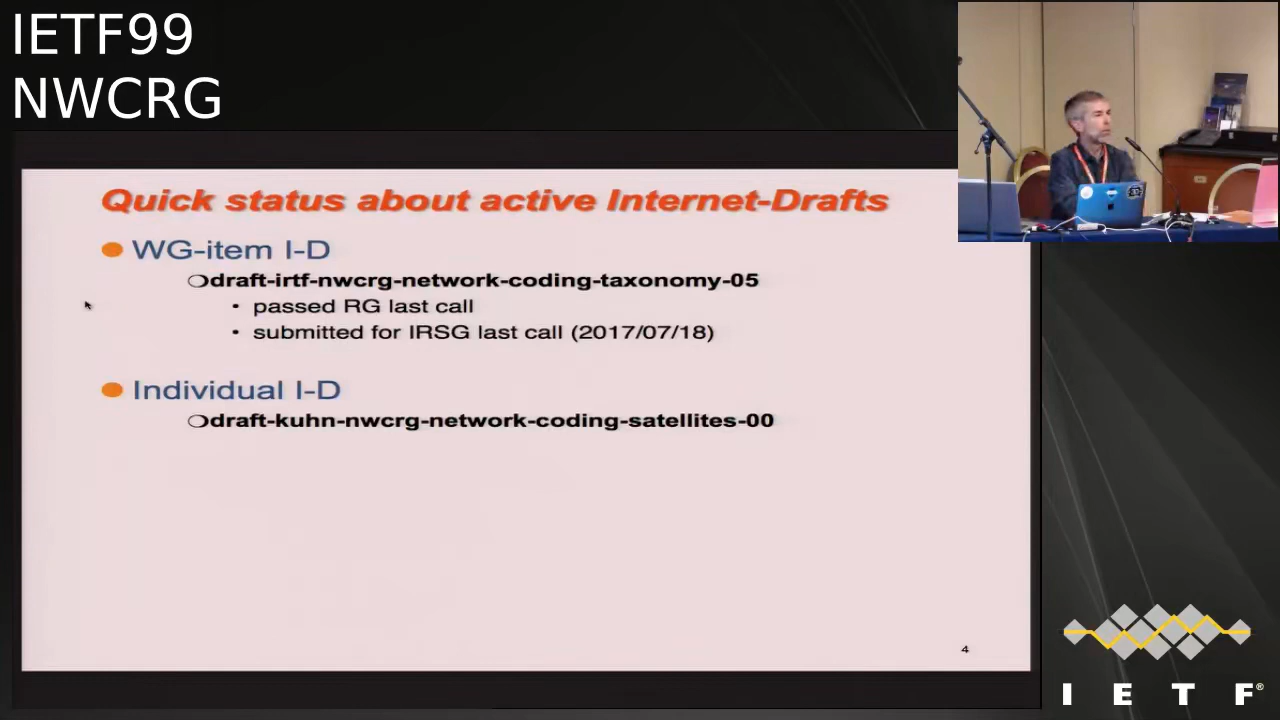 IETF99
NWCRG
Quick status about active Internet-Drafts
WG-item I-D
draft-irtf-nwcrg-network-coding-taxonomy-05
passed RG last call
submitted for IRSG last call (2017/07/18)
Individual I-D
draft-kuhn-nwcrg-network-coding-satellites-00
4
I E T F®